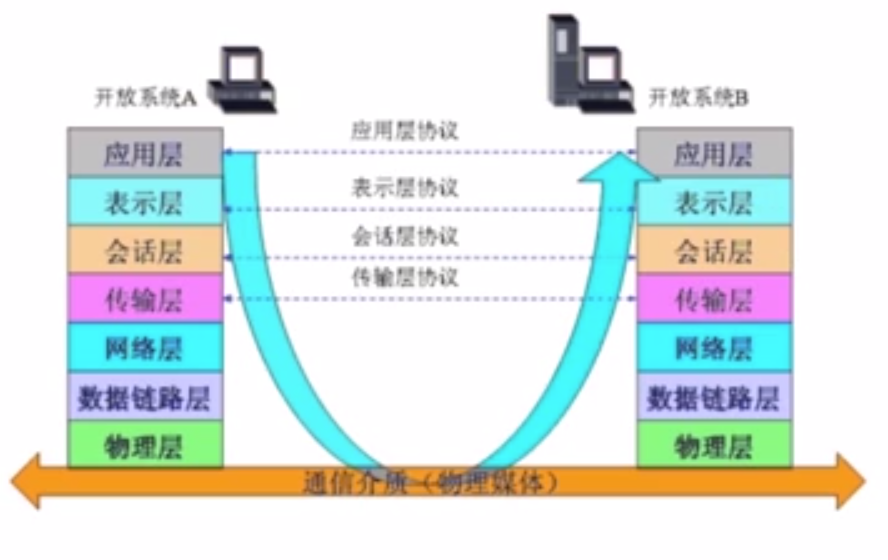 开放系统A
开放系统B
应用层
应用层协议
应用层
表示层
表示层协议
表示层
会话层
会话层协议
会话层
传输层
传输层协议
传输层
网络层
网络层
数据链路层
数据链路层
物理层
物理层
通信介质（物理媒体）